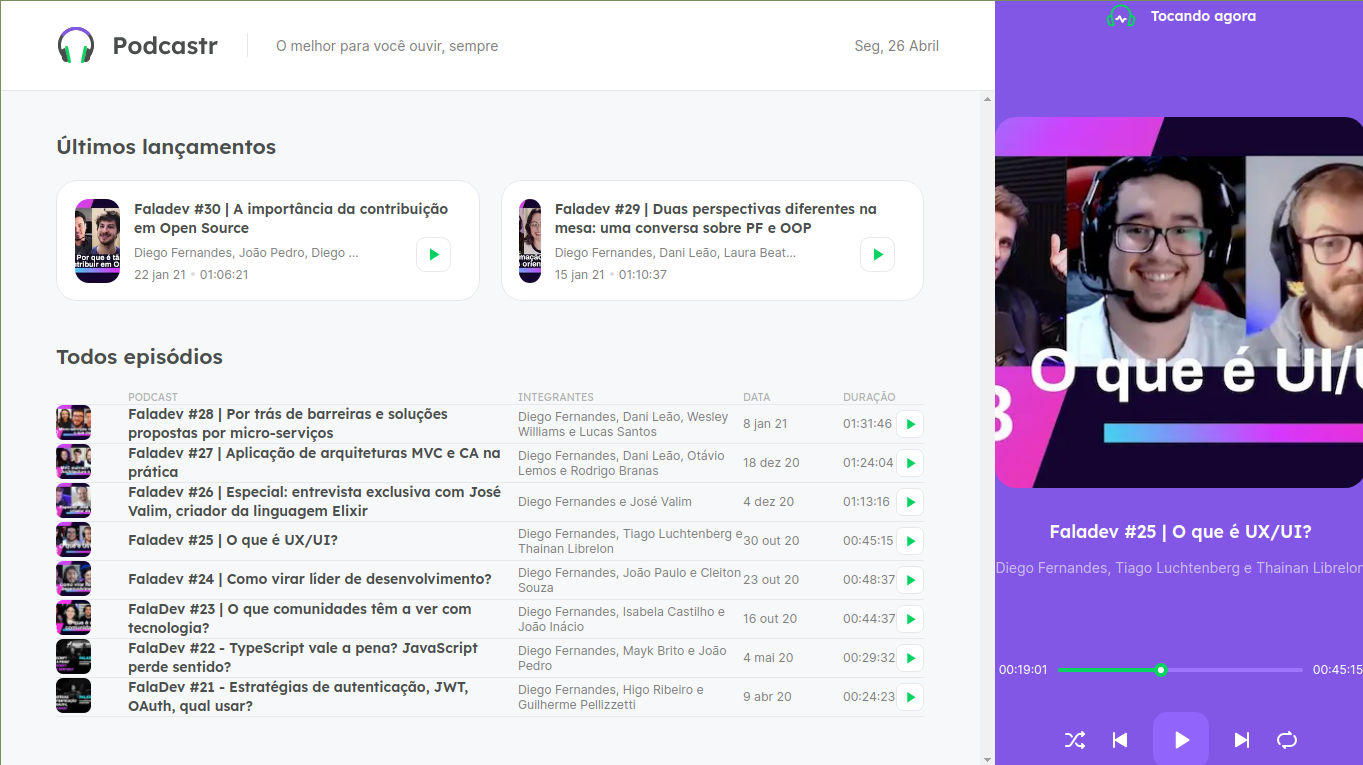 Podcastr
O melhor para você ouvir, sempre
Seg, 26 Abril
Últimos lançamentos
Faladev #30 | A importância da contribuição
em Open Source
Diego Fernandes, João Pedro, Diego ...
22 jan 21 • 01:06:21
Faladev #29 | Duas perspectivas diferentes na
mesa: uma conversa sobre PF e OOP
Diego Fernandes, Dani Leão, Laura Beat...
15 jan 21 • 01:10:37
Todos episódios
PODCAST INTEGRANTES DATA DURAÇÃO
Faladev #28 | Por trás de barreiras e soluções
propostas por micro-serviços
Diego Fernandes, Dani Leão, Wesley
Williams e Lucas Santos
8 jan 21
01:31:46
Faladev #27 | Aplicação de arquiteturas MVC e CA na
prática
Diego Fernandes, Dani Leão, Otávio
Lemos e Rodrigo Branas
18 dez 20
01:24:04
Faladev #26 | Especial: entrevista exclusiva com José
Valim, criador da linguagem Elixir
Diego Fernandes e José Valim
4 dez 20
01:13:16
Faladev #25 | O que é UX/UI?
Diego Fernandes, Tiago Luchtenberg e
Thainan Librelon
30 out 20
00:45:15
Faladev #24 | Como virar líder de desenvolvimento?
Diego Fernandes, João Paulo e Cleiton
Souza
23 out 20
00:48:37
FalaDev #23 | O que comunidades têm a ver com
tecnologia?
Diego Fernandes, Isabela Castilho e
João Inácio
16 out 20
00:44:37
FalaDev #22 - TypeScript vale a pena? JavaScript
perde sentido?
Diego Fernandes, Mayk Brito e João
Pedro
4 mai 20
00:29:32
FalaDev #21 - Estratégias de autenticação, JWT,
OAuth, qual usar?
Diego Fernandes, Higo Ribeiro e
Guilherme Pellizzetti
9 abr 20
00:24:23
Tocando agora
O que é UI/
Faladev #25 | O que é UX/UI?
Diego Fernandes, Tiago Luchtenberg e Thainan Librelon
00:19:01
00:45:15